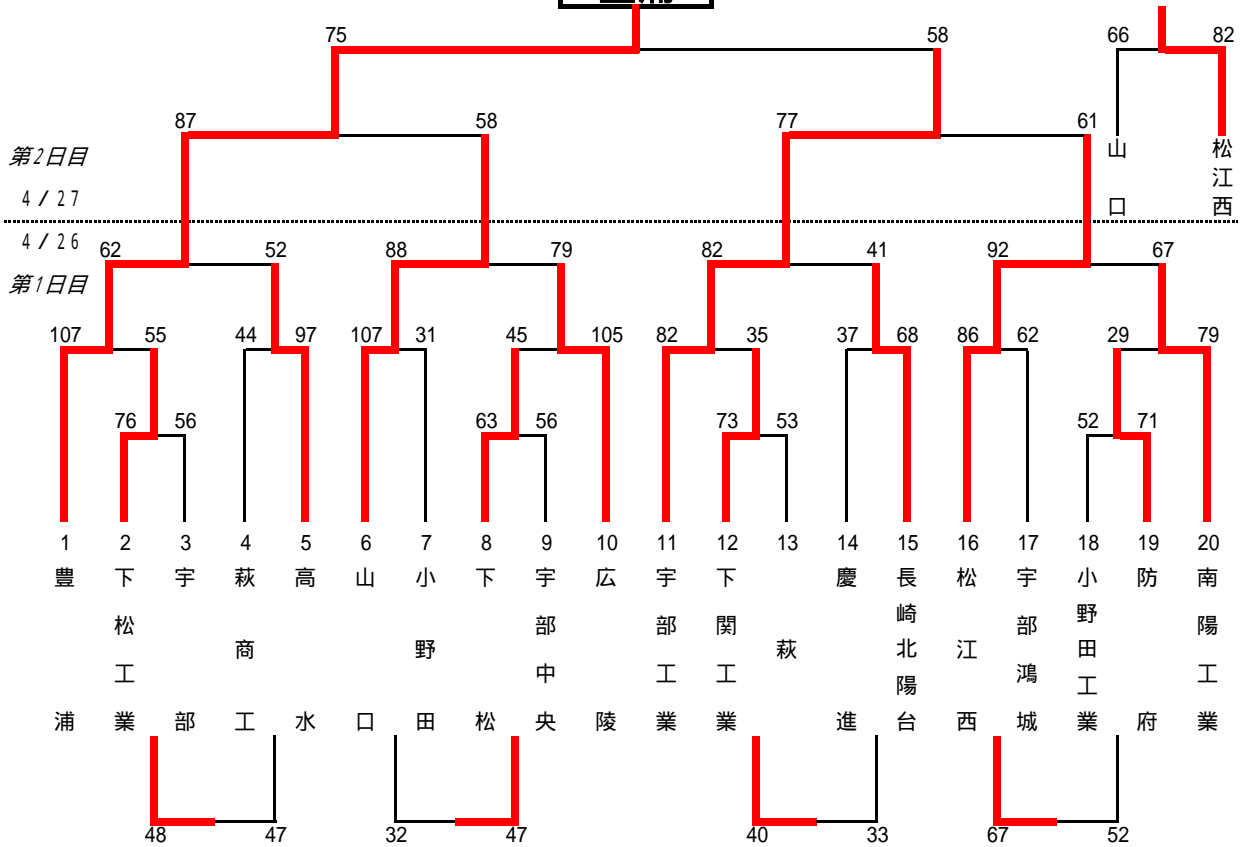 75 58 66 82
87 58 77 61
第2日目
4/27
山口
松江西
4/26
第1日目
62 52 88 79 82 41 92 67
107 55 44 97 107 31 45 105 82 35 37 68 86 62 29 79
76 56 63 56 73 53 52 71
1 2 3 4 5 6 7 8 9 10 11 12 13 14 15 16 17 18 19 20
豊浦
下松工業
宇部
萩商工
高水
山口
小野田
下松
宇部中央
広陵
宇部工業
下関工業
萩
慶進
長崎北陽台
松江西
宇部鴻城
小野田工業
防府
南陽工業
48 47 32 47 40 33 67 52